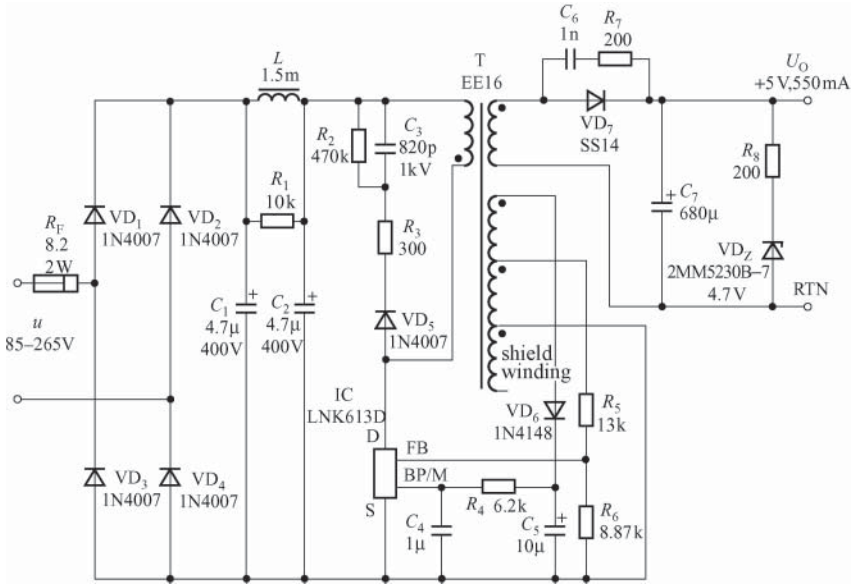 C6
1n
R7
200
T
EE16
L
1.5m
UO
+5V,550mA
VD7
SS14
R2
470k
C3
820p
1kV
R1
10k
R3
300
R8
200
C7
680μ
+
VDZ
2MM5230B–7
4.7V
RTN
RF
8.2
2W
VD1
1N4007
VD2
1N4007
u
85–265V
C1
4.7μ
400V
+
C2
4.7μ
400V
+
VD5
1N4007
shield
winding
IC
LNK613D
D
FB
BP/M
S
VD6
1N4148
R5
13k
VD3
1N4007
VD4
1N4007
R4
6.2k
C4
1μ
C5
10μ
+
R6
8.87k